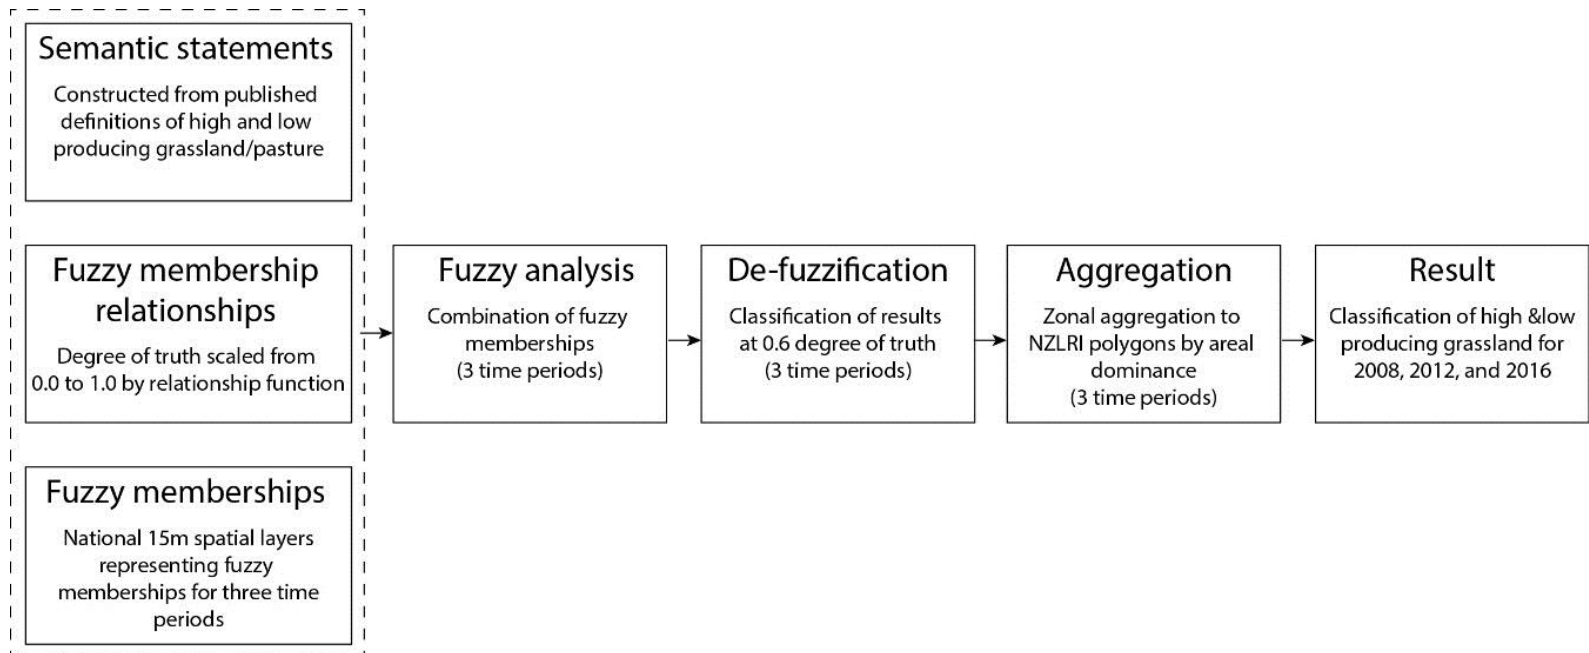 Semantic statements
Constructed from published
definitions of high and low
producing grassland/pasture
Fuzzy membership
relationships
Degree of truth scaled from
0.0 to 1.0 by relationship function
Fuzzy memberships
National 15m spatial layers
representing fuzzy
memberships for three time
periods
Fuzzy analysis
Combination of fuzzy
memberships
(3 time periods)
De-fuzzification
Classification of results
at 0.6 degree of truth
(3 time periods)
Aggregation
Zonal aggregation to
NZLRI polygons by areal
dominance
(3 time periods)
Result
Classification of high &low
producing grassland for
2008, 2012, and 2016